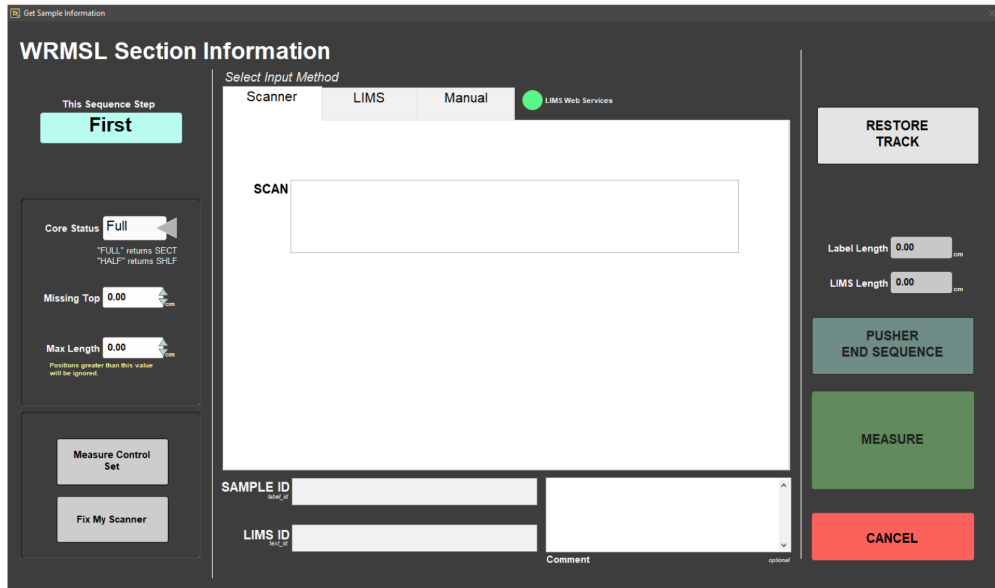 Get Sample Information
WRMSL Section Information
This Sequence Step
First
Core Status Full
"FULL" returns SECT
"HALF" returns SHLF
Missing Top 0.00 cm
Max Length 0.00 cm
Positions greater than this value
will be ignored.
Measure Control
Set
Fix My Scanner
Select Input Method
Scanner LIMS Manual LIMS Web Services
SCAN
SAMPLE ID
label_id
LIMS ID
text_id
Comment optional
RESTORE
TRACK
Label Length 0.00 cm
LIMS Length 0.00 cm
PUSHER
END SEQUENCE
MEASURE
CANCEL